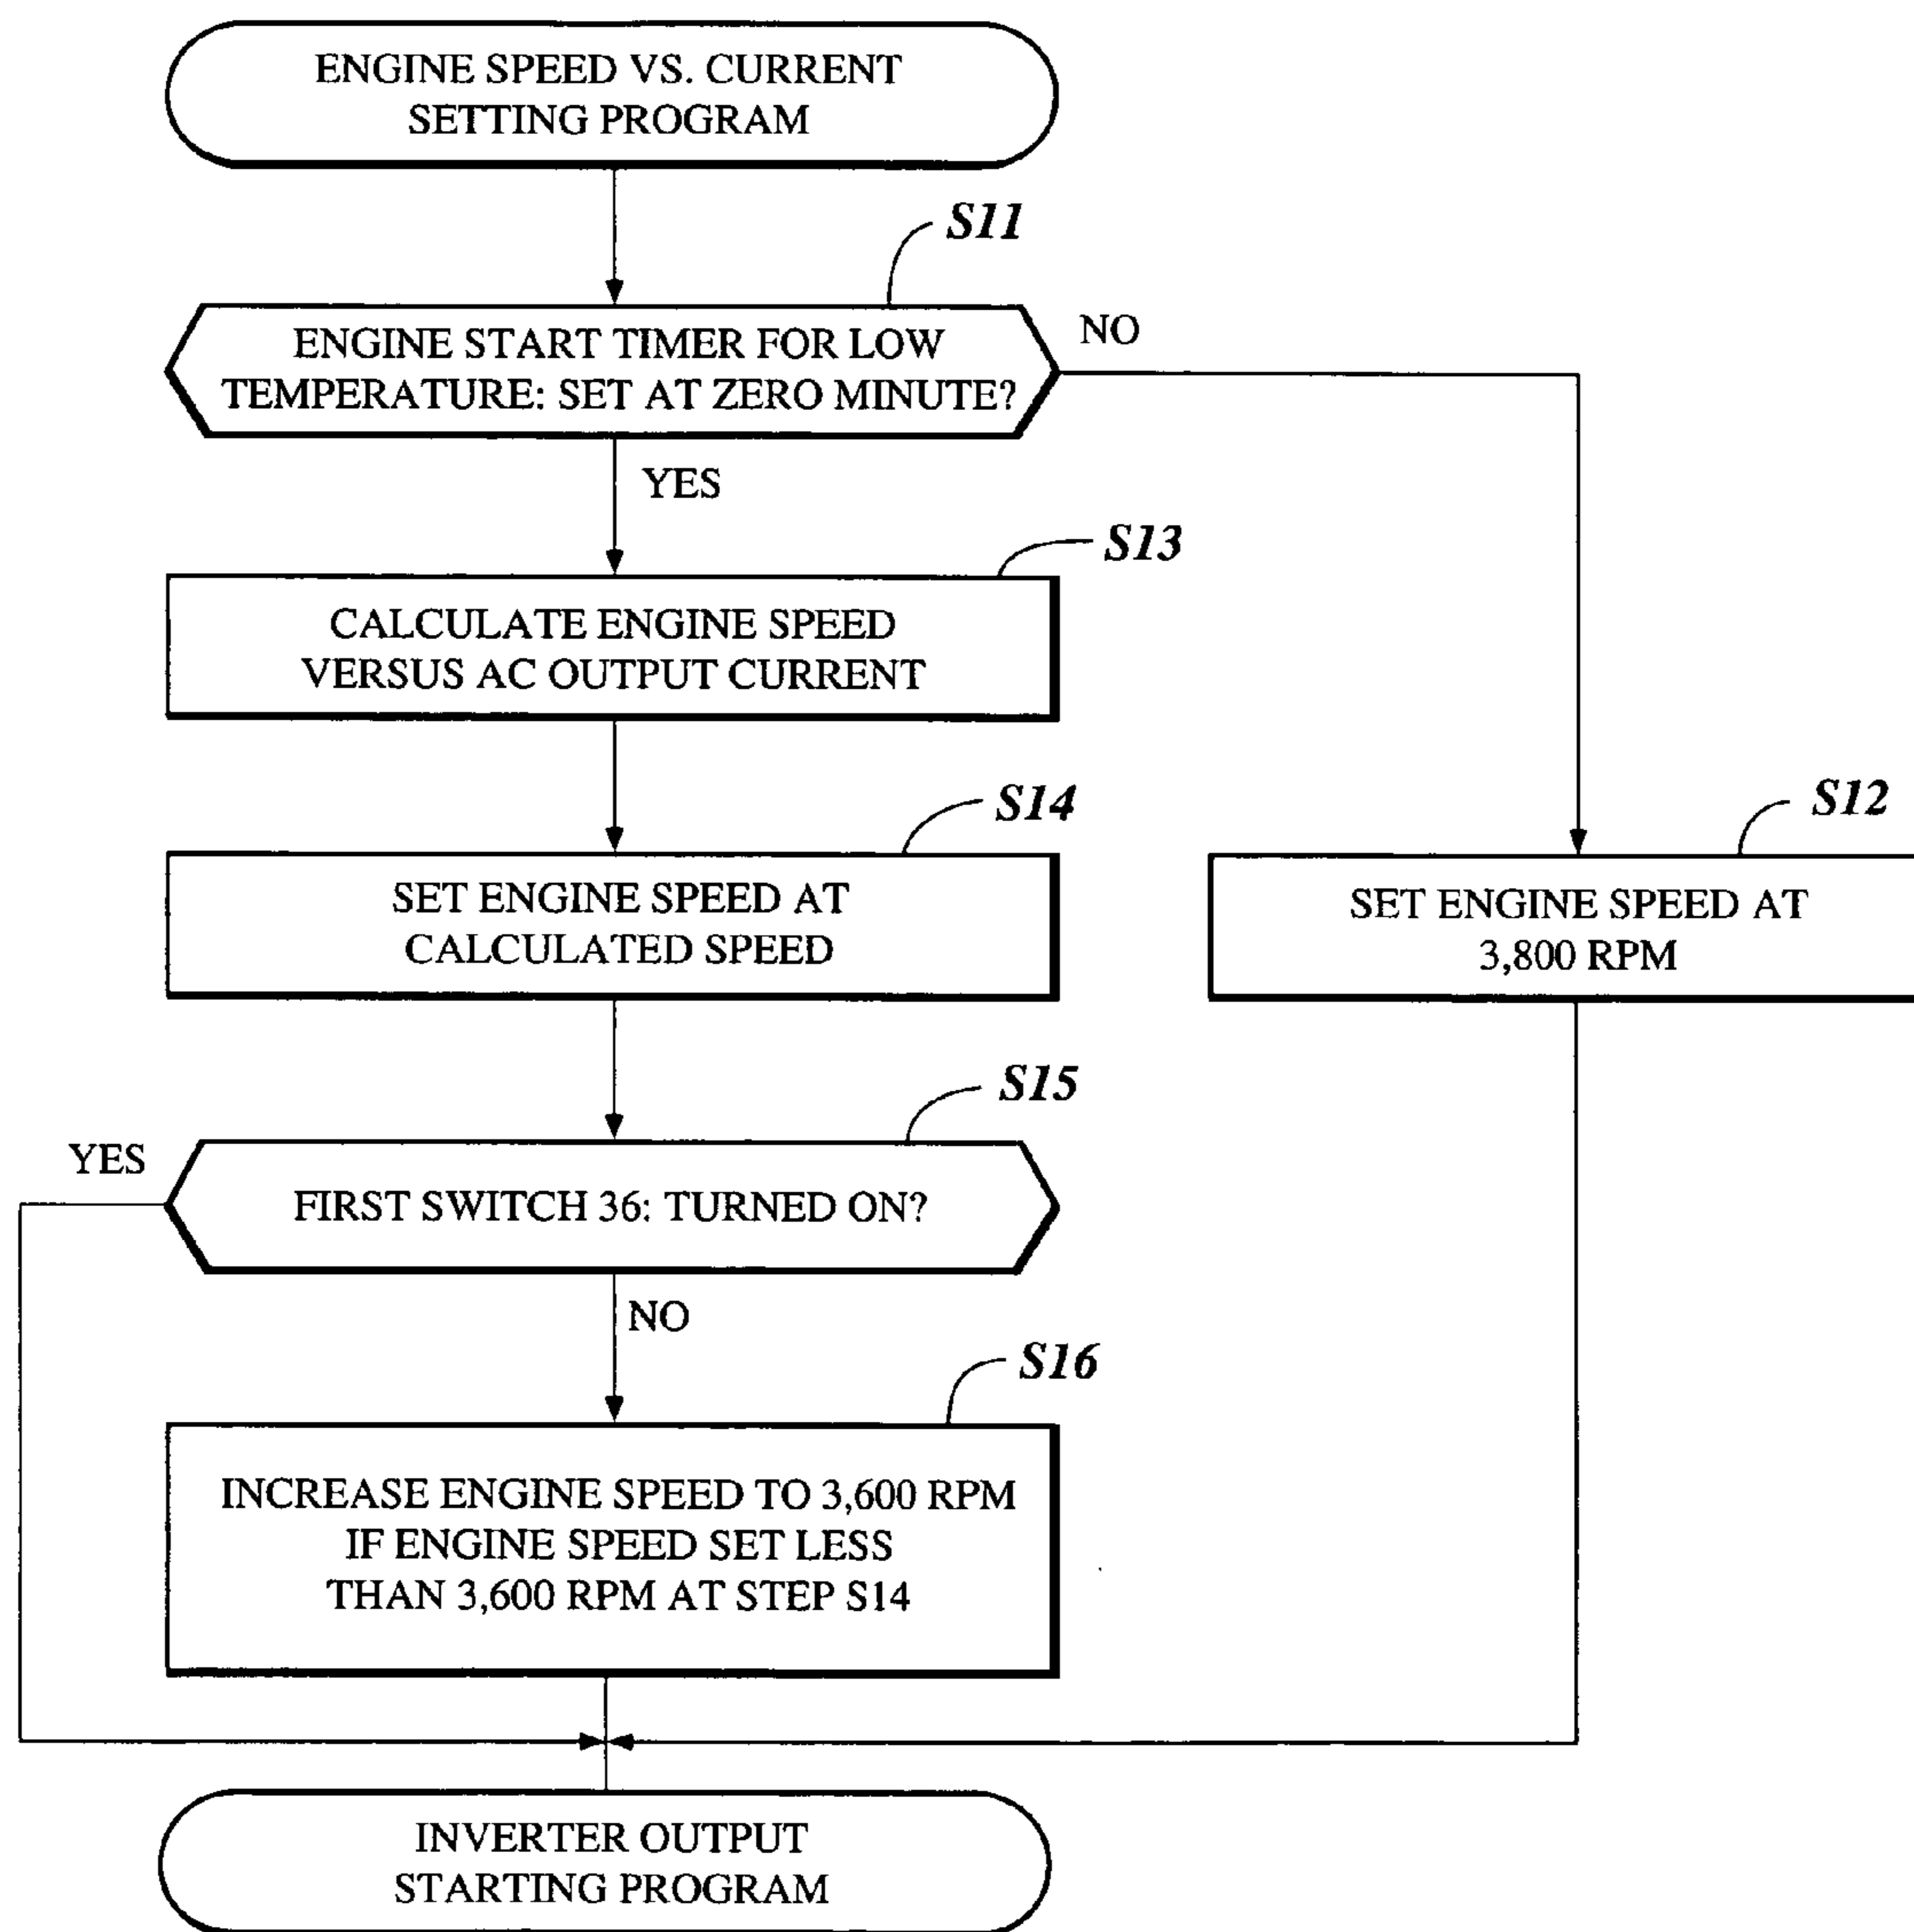 ENGINE SPEED VS. CURRENT
SETTING PROGRAM
S11
ENGINE START TIMER FOR LOW
TEMPERATURE: SET AT ZERO MINUTE?
NO
YES
S13
CALCULATE ENGINE SPEED
VERSUS AC OUTPUT CURRENT
S14
SET ENGINE SPEED AT
CALCULATED SPEED
S12
SET ENGINE SPEED AT
3,800 RPM
S15
YES
FIRST SWITCH 36: TURNED ON?
NO
S16
INCREASE ENGINE SPEED TO 3,600 RPM
IF ENGINE SPEED SET LESS
THAN 3,600 RPM AT STEP S14
INVERTER OUTPUT
STARTING PROGRAM